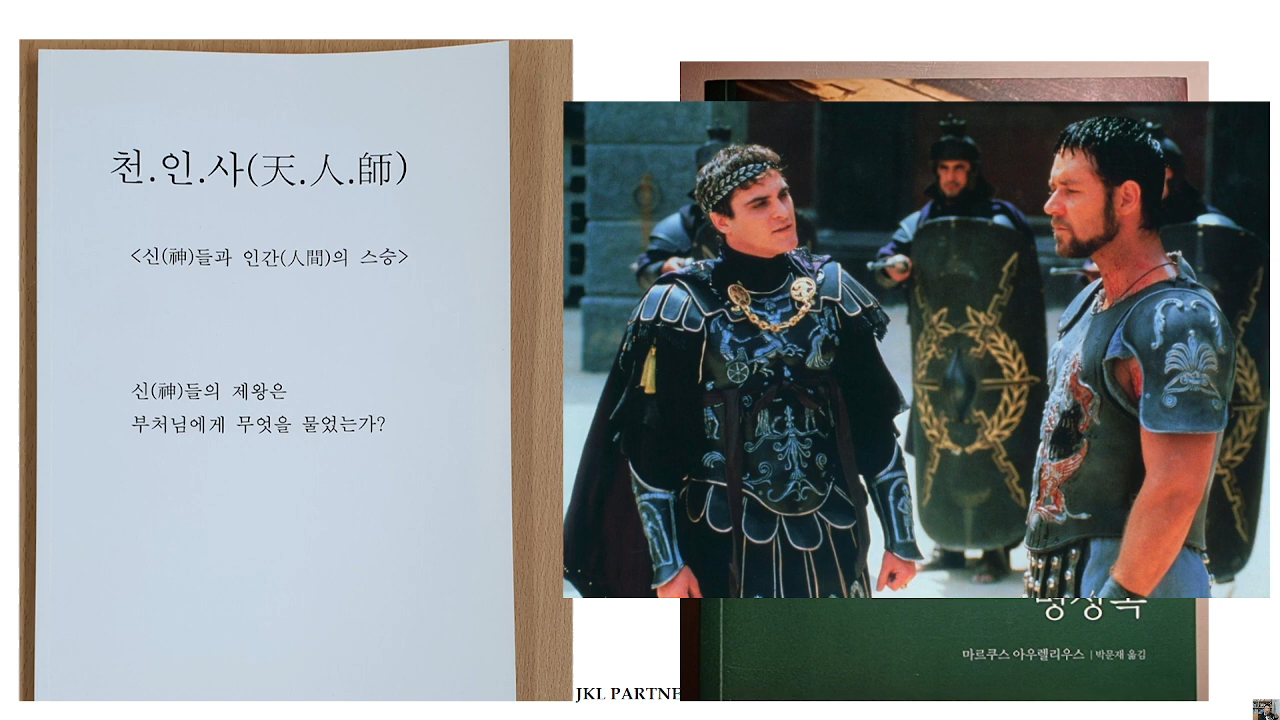 천.인.사(天.人.師)
<신(神)들과 인간(人間)의 스승>
신(神)들의 제왕은
부처님에게 무엇을 물었는가?
마르쿠스 아우렐리우스 | 박문재 옮김
JKL